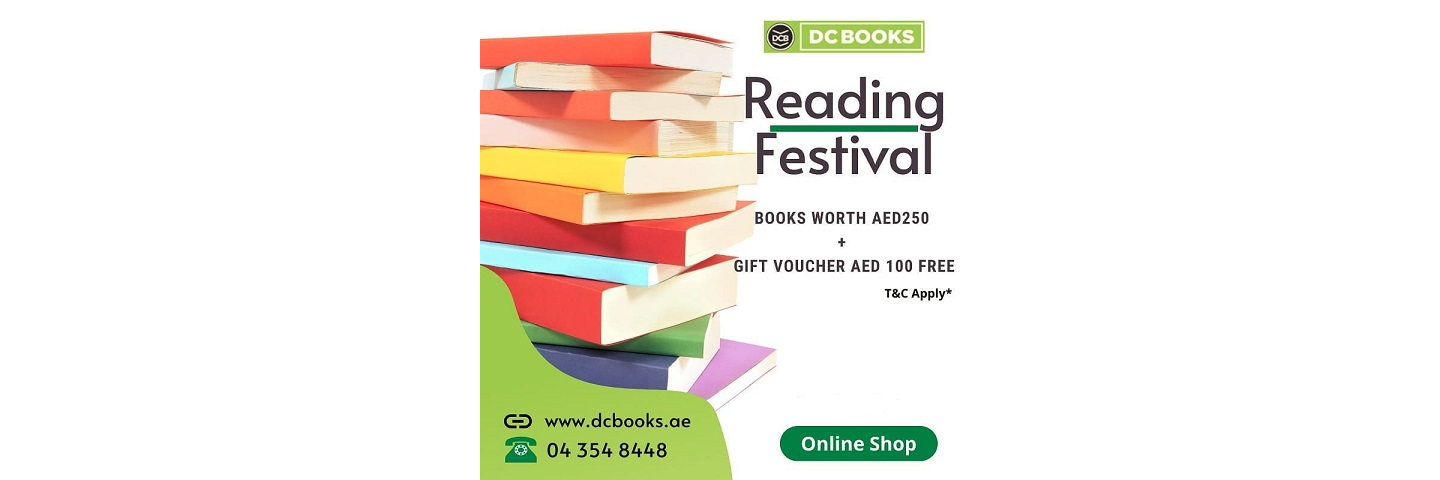 DCB DC BOOKS
Reading
Festival
BOOKS WORTH AED250
+
GIFT VOUCHER AED 100 FREE
T&C Apply*
www.dcbooks.ae
04 354 8448
Online Shop